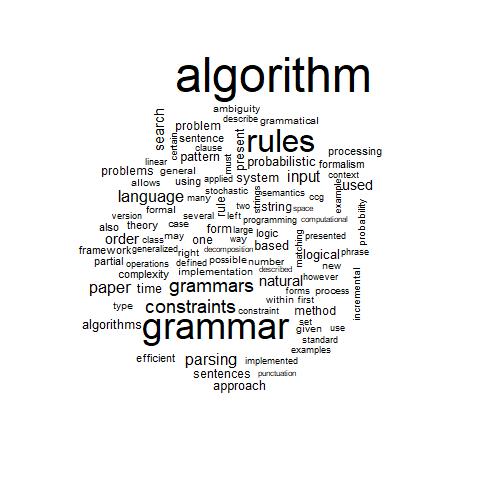 algorithm
ambiguity
describe grammatical
search
problem
certain
sentence
clause
present
rules
pattern
must
probabilistic
processing
formalism
linear
problems general
applied
system input
context
allows using
stochastic
semantics
example
used
language many
rule
two
strings
string
space
ccg
formal
version
several left
programming computational
probability
also theory case
form large
logic
order class may
one way
based
matching
presented
framework generalized right
decomposition
logical phrase
partial operations defined possible number
new
complexity implementation described
natural however
incremental
paper time grammars
forms process
within first
type
constraints constraint
method
algorithms grammar
set
given use
standard
examples
efficient parsing implemented
sentences punctuation
approach